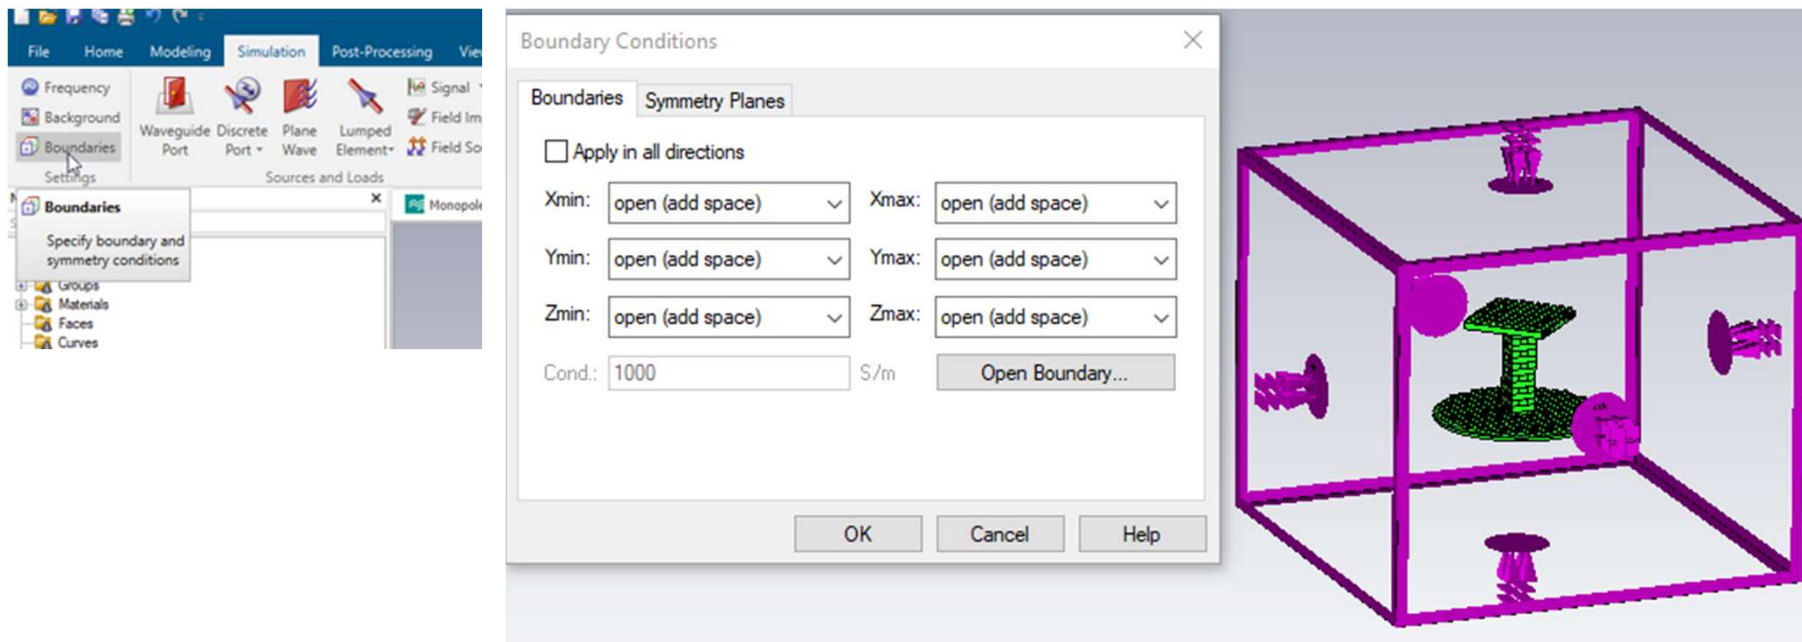 File Home Modeling Simulation Post-Processing
Frequency
Background
Boundaries
Settings
Waveguide Port
Discrete Port
Plane Wave
Lumped Element
Signal
Field
Field
Sources and Loads
Boundaries
Specify boundary and
symmetry conditions
Groups
Materials
Faces
Curves
Boundary Conditions
Boundaries Symmetry Planes
Apply in all directions
Xmin: open (add space) Xmax: open (add space)
Ymin: open (add space) Ymax: open (add space)
Zmin: open (add space) Zmax: open (add space)
Cond.: 1000 S/m Open Boundary...
OK Cancel Help